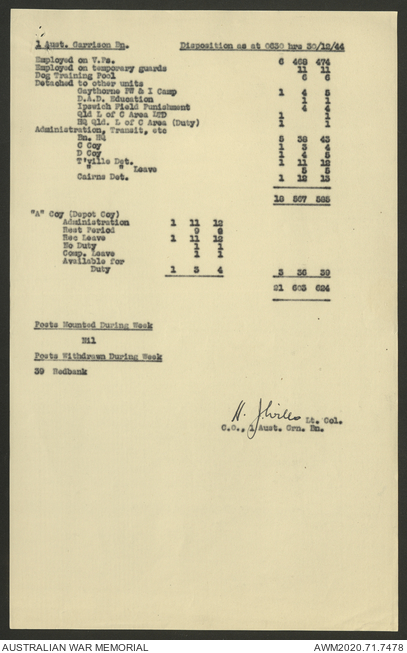 1 Aust. Garrison Bn. Disposition as at 0630 hrs 30/12/44
Employed on V.Ps. 6 468 474
Employed on temporary guards 11 11
Dog Training Pool 6 6
Detached to other units
Gaythorne PW & I Camp 1 4 5
D.A.D. Education 1 1
Ipswich Field Punishment 4 4
Qld L of C Area 1 1
HQ Qld. L of C Area (Duty) 1 1
Administration, Transit, etc
Bn. HQ 5 38 43
C Coy 1 3 4
D Coy 1 4 5
T'ville Det. 1 11 12
" " Leave 5 5
Cairns Det. 1 12 13
18 567 585
"A" Coy (Depot Coy)
Administration 1 11 12
Rest Period
Rec Leave 1 11 12
No Duty 1 1
Comp. Leave 1 1
Available for
Duty 1 3 4 3 36 39
21 603 624
Posts Mounted During Week
Nil
Posts Withdrawn During Week
39 Redbank
Lt. Col.
C.O., 1 Aust. Grn. Bn.
AUSTRALIAN WAR MEMORIAL AWM2020.71.7478